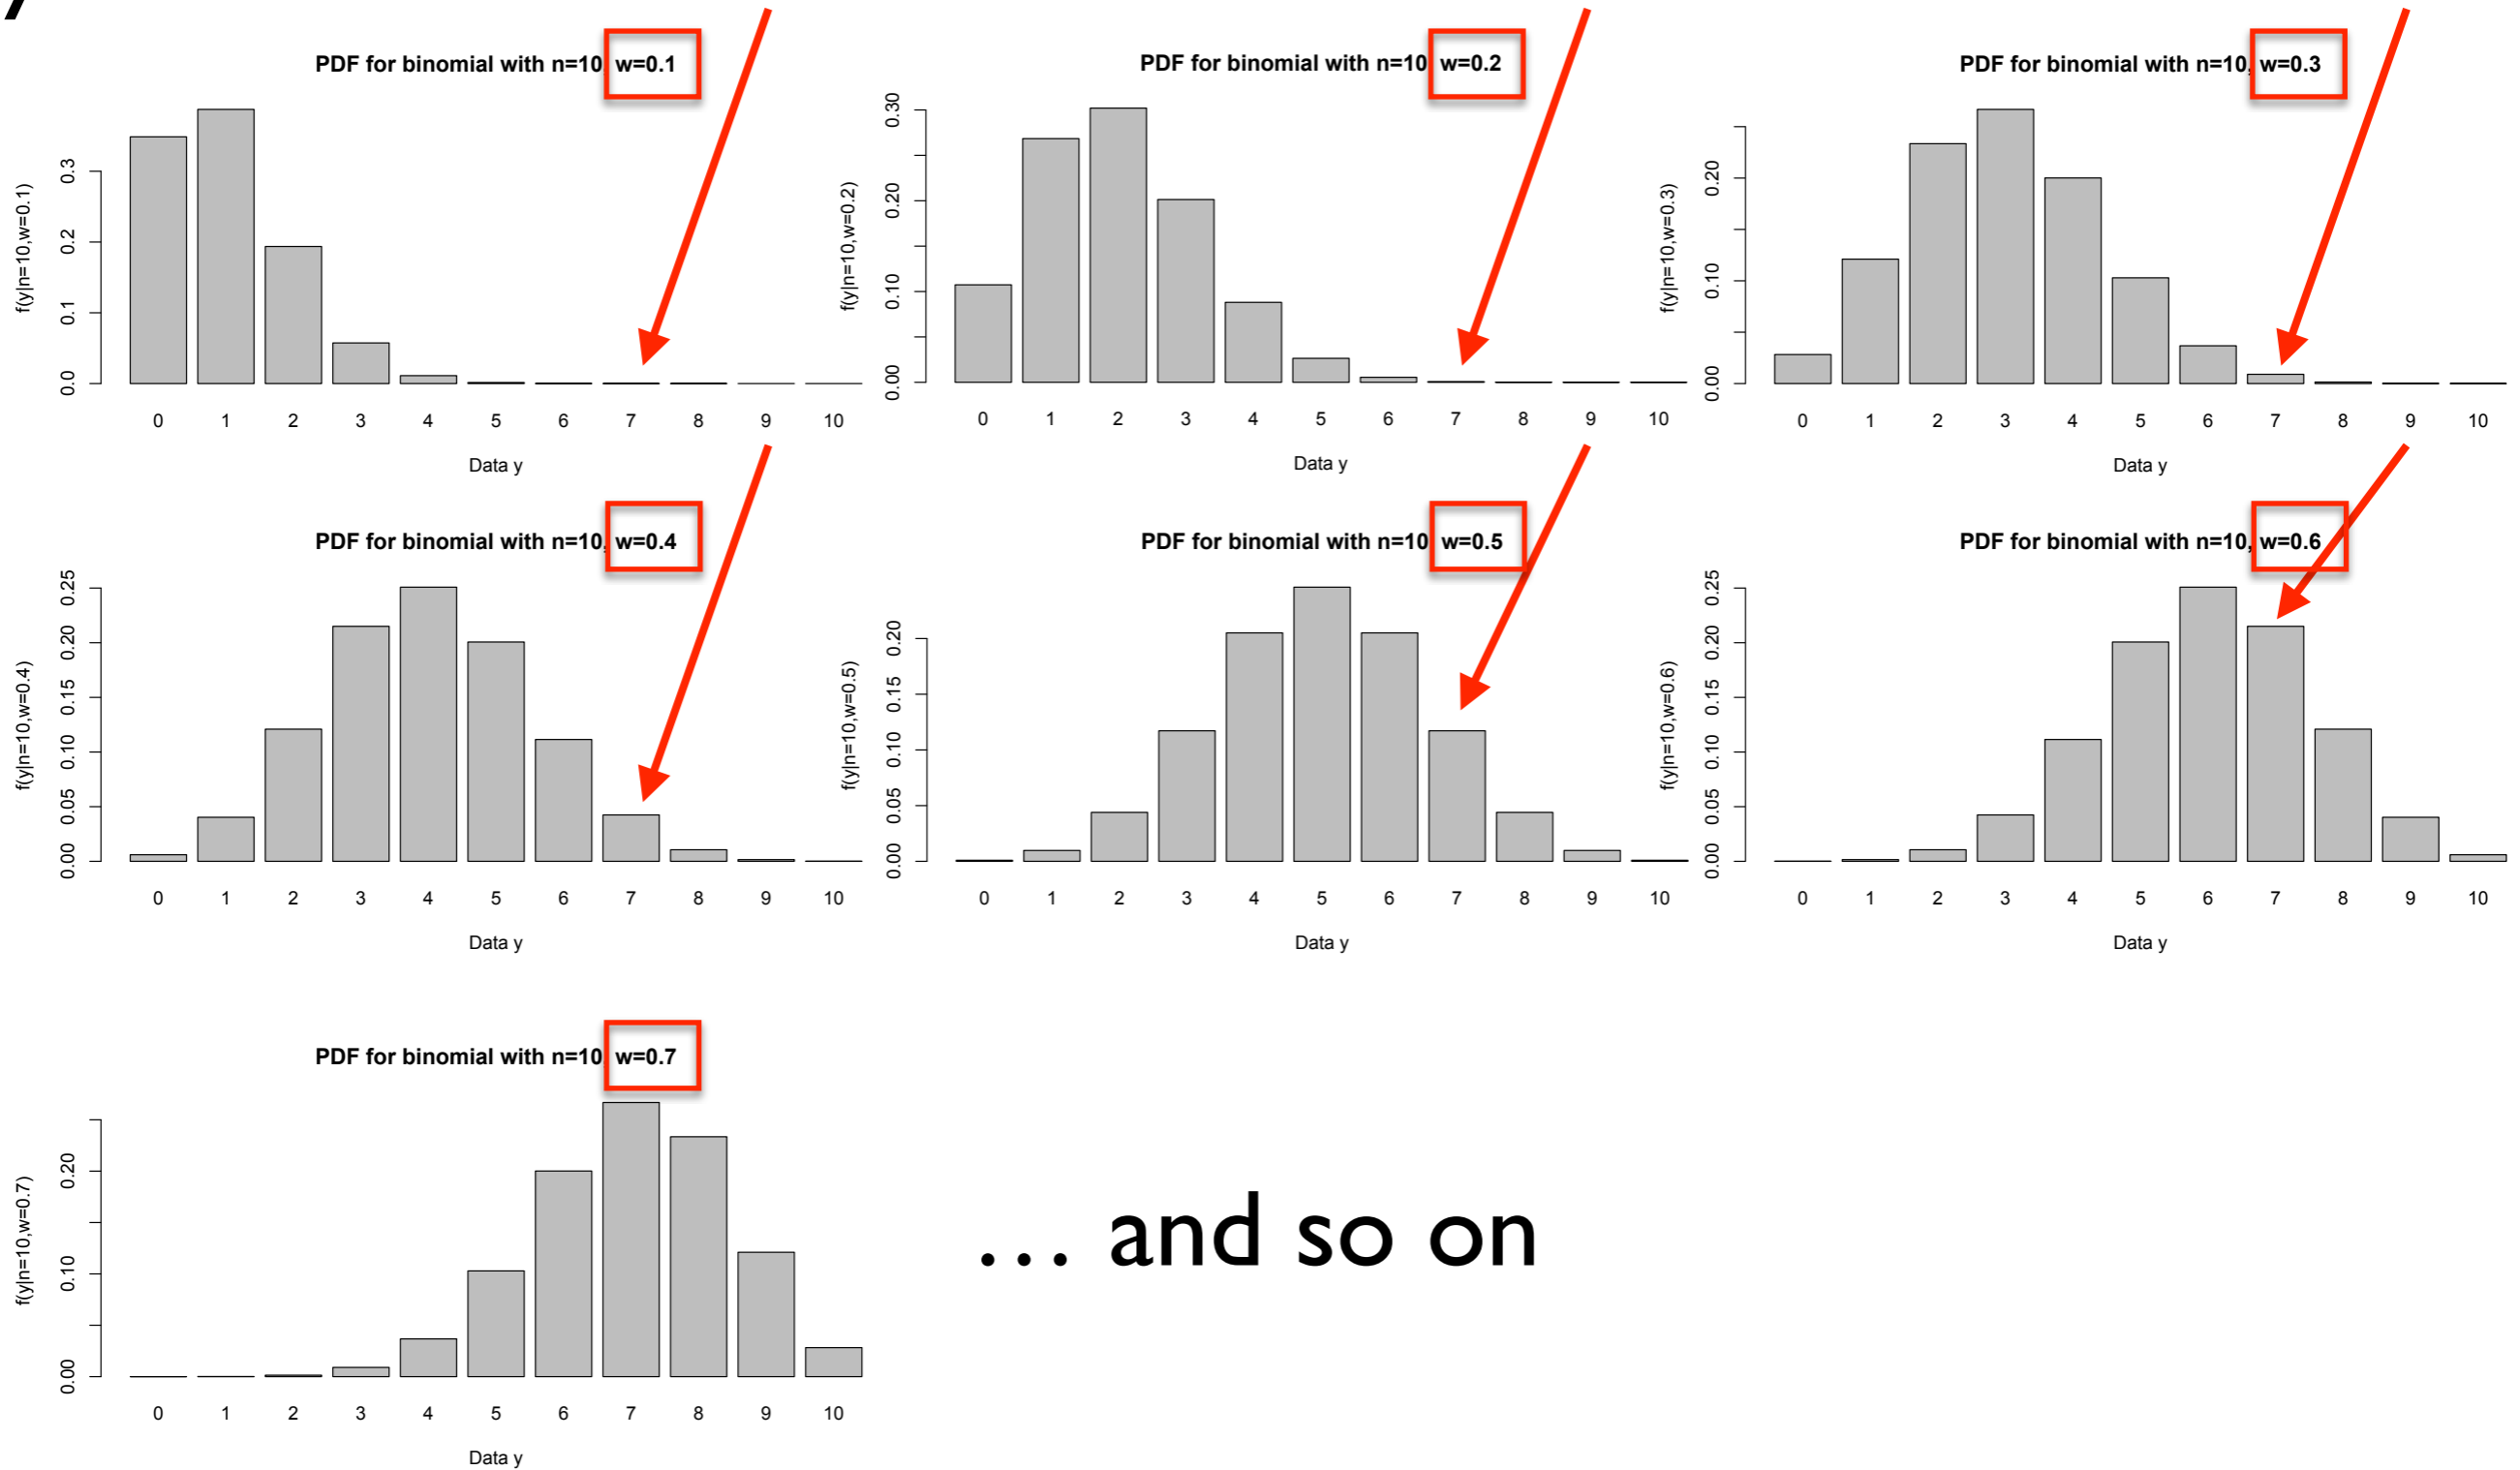 PDF for binomial with n=10, w=0.1
f(y|n=10,w=0.1)
0.0 0.1 0.2 0.3
0 1 2 3 4 5 6 7 8 9 10
Data y
PDF for binomial with n=10 w=0.2
f(y|n=10,w=0.2)
0.00 0.10 0.20 0.30
0 1 2 3 4 5 6 7 8 9 10
Data y
PDF for binomial with n=10, w=0.3
f(y|n=10,w=0.3)
0.00 0.10 0.20
0 1 2 3 4 5 6 7 8 9 10
Data y
PDF for binomial with n=10, w=0.4
f(y|n=10,w=0.4)
0.00 0.05 0.10 0.15 0.20 0.25
0 1 2 3 4 5 6 7 8 9 10
Data y
PDF for binomial with n=10 w=0.5
f(y|n=10,w=0.5)
0.00 0.05 0.10 0.15 0.20
0 1 2 3 4 5 6 7 8 9 10
Data y
PDF for binomial with n=10, w=0.6
f(y|n=10,w=0.6)
0.00 0.05 0.10 0.15 0.20 0.25
0 1 2 3 4 5 6 7 8 9 10
Data y
PDF for binomial with n=10 w=0.7
f(y|n=10,w=0.7)
0.00 0.10 0.20
0 1 2 3 4 5 6 7 8 9 10
Data y
... and so on